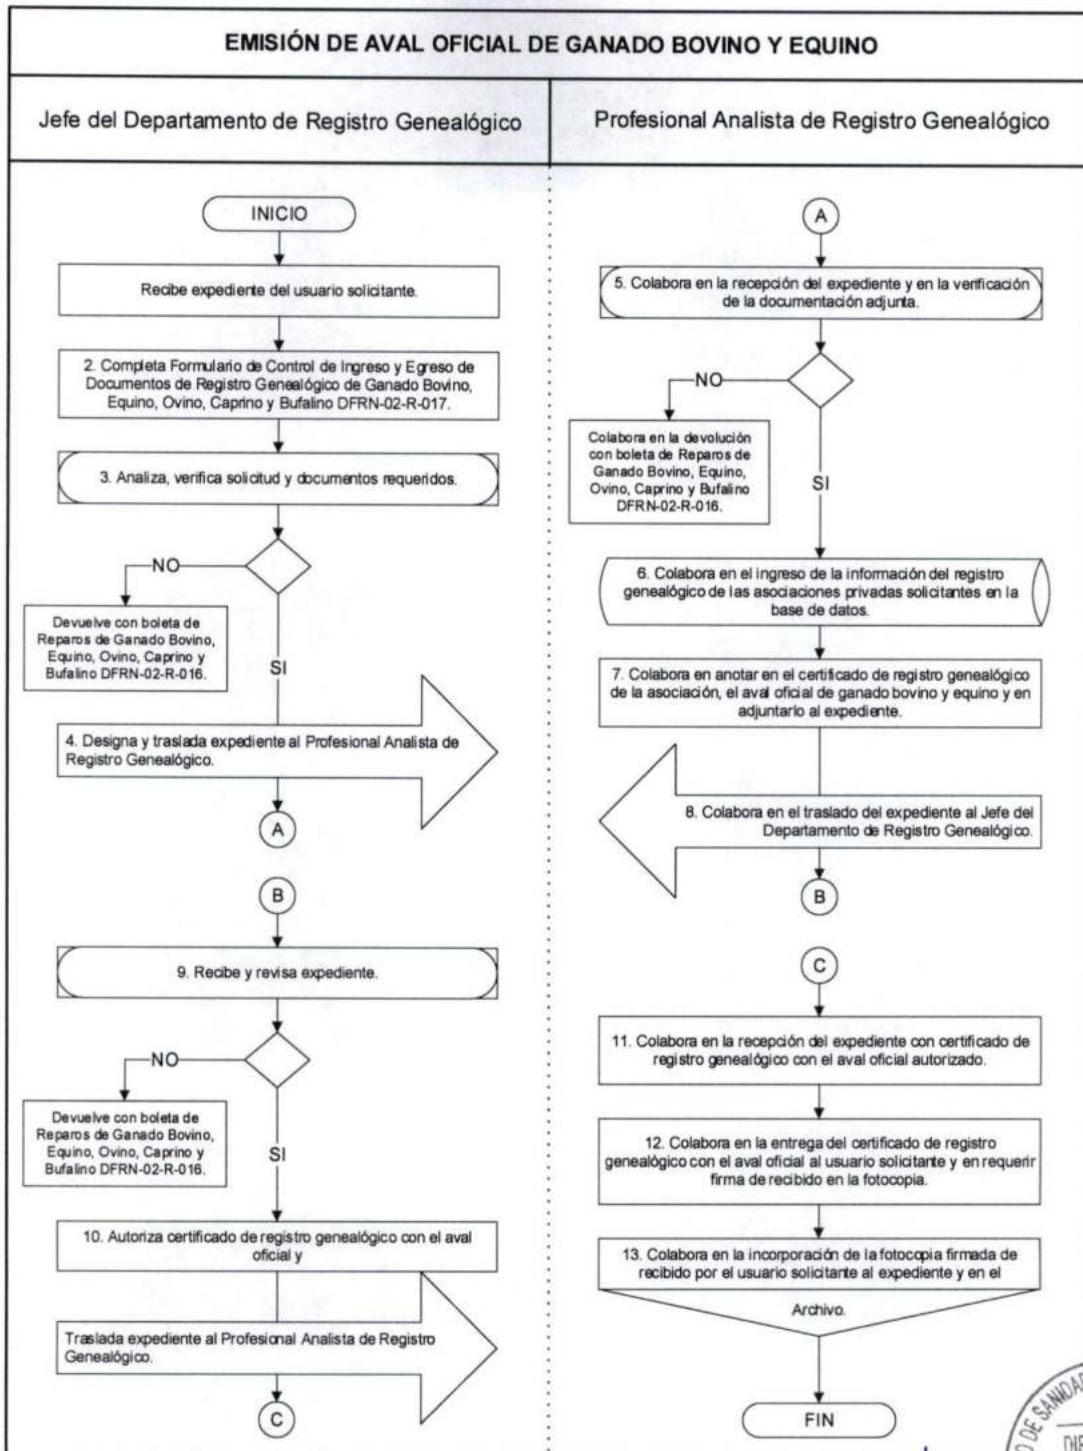 EMISIÓN DE AVAL OFICIAL DE GANADO BOVINO Y EQUINO
Jefe del Departamento de Registro Genealógico
Profesional Analista de Registro Genealógico
INICIO
Recibe expediente del usuario solicitante.
2. Completa Formulario de Control de Ingreso y Egreso de
Documentos de Registro Genealógico de Ganado Bovino,
Equino, Ovino, Caprino y Bufalino DFRN-02-R-017.
3. Analiza, verifica solicitud y documentos requeridos.
NO
Devuelve con boleta de
Reparos de Ganado Bovino,
Equino, Ovino, Caprino y
Bufalino DFRN-02-R-016.
SI
4. Designa y traslada expediente al Profesional Analista de
Registro Genealógico.
A
B
9. Recibe y revisa expediente.
NO
Devuelve con boleta de
Reparos de Ganado Bovino,
Equino, Ovino, Caprino y
Bufalino DFRN-02-R-016.
SI
10. Autoriza certificado de registro genealógico con el aval
oficial y
Traslada expediente al Profesional Analista de Registro
Genealógico.
C
A
5. Colabora en la recepción del expediente y en la verificación
de la documentación adjunta.
NO
Colabora en la devolución
con boleta de Reparos de
Ganado Bovino, Equino,
Ovino, Caprino y Bufalino
DFRN-02-R-016.
SI
6. Colabora en el ingreso de la información del registro
genealógico de las asociaciones privadas solicitantes en la
base de datos.
7. Colabora en anotar en el certificado de registro genealógico
de la asociación, el aval oficial de ganado bovino y equino y en
adjuntarlo al expediente.
8. Colabora en el traslado del expediente al Jefe del
Departamento de Registro Genealógico.
B
C
11. Colabora en la recepción del expediente con certificado de
registro genealógico con el aval oficial autorizado.
12. Colabora en la entrega del certificado de registro
genealógico con el aval oficial al usuario solicitante y en requerir
firma de recibido en la fotocopia.
13. Colabora en la incorporación de la fotocopia firmada de
recibido por el usuario solicitante al expediente y en el
Archivo.
FIN
DE SANIDAD